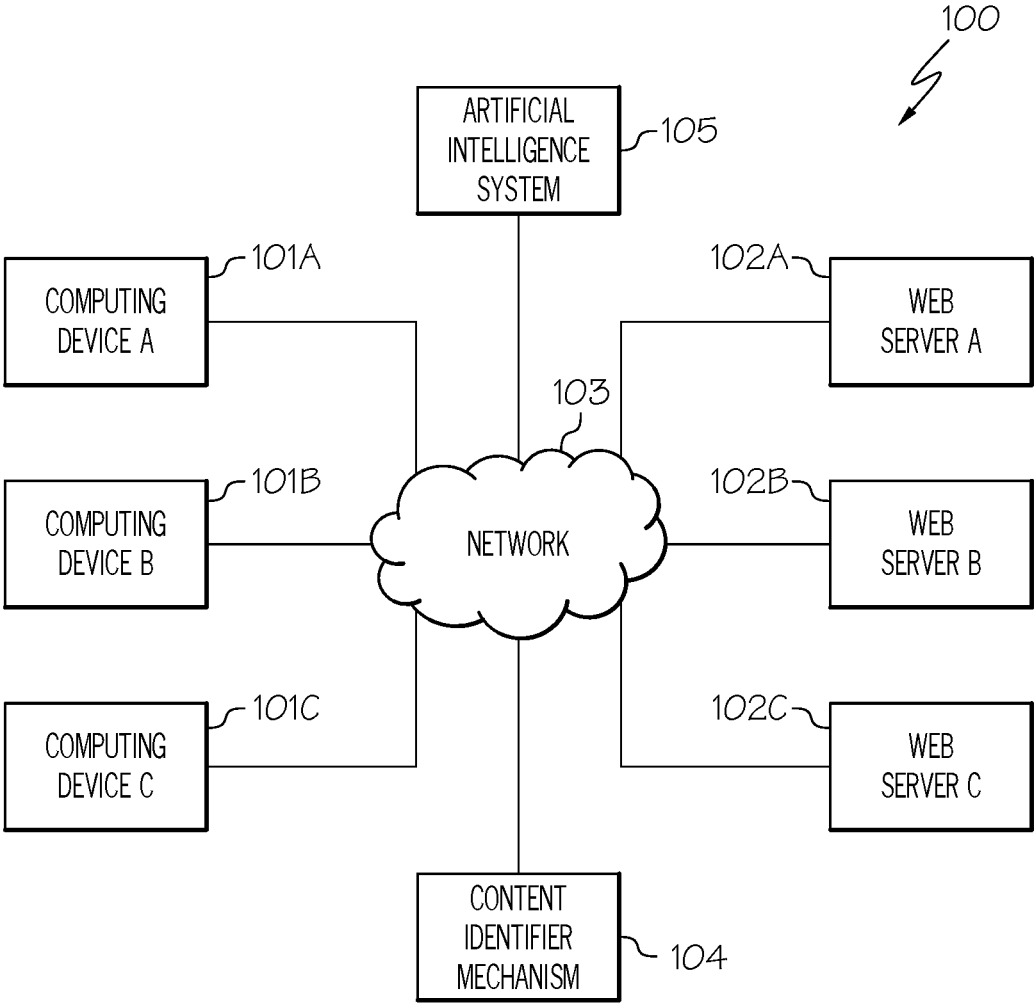 100
ARTIFICIAL
INTELLIGENCE
SYSTEM
105
101A
COMPUTING
DEVICE A
102A
WEB
SERVER A
103
101B
COMPUTING
DEVICE B
NETWORK
102B
WEB
SERVER B
101C
COMPUTING
DEVICE C
102C
WEB
SERVER C
CONTENT
IDENTIFIER
MECHANISM
104